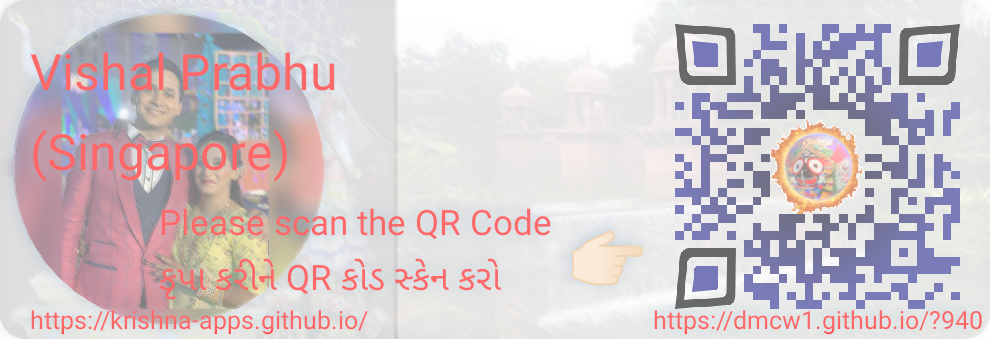 Vishal Prabhu
(Singapore)
Please scan the QR Code
કૃપા કરીને QR કોડ સ્કેન કરો
https://krishna-apps.github.io/
https://dmcw1.github.io/?940